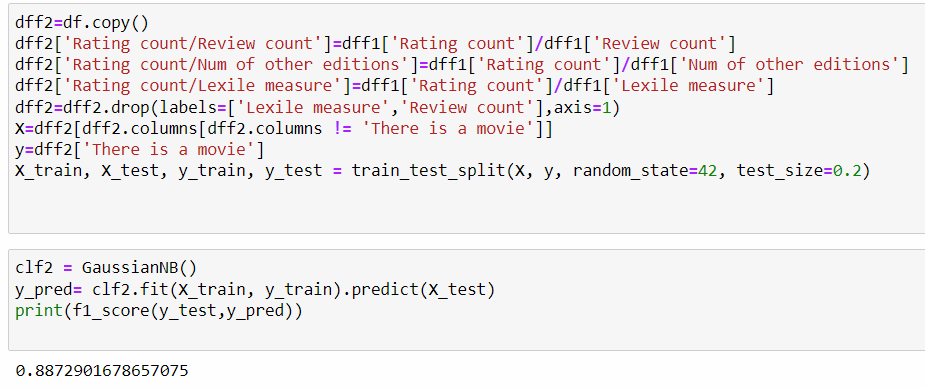 dff2=df.copy()
dff2['Rating count/Review count']=dff1['Rating count']/dff1['Review count']
dff2['Rating count/Num of other editions']=dff1['Rating count']/dff1['Num of other editions']
dff2['Rating count/Lexile measure']=dff1['Rating count']/dff1['Lexile measure']
dff2=dff2.drop(labels=['Lexile measure','Review count'],axis=1)
X=dff2[dff2.columns[dff2.columns != 'There is a movie']]
y=dff2['There is a movie']
X_train, X_test, y_train, y_test = train_test_split(X, y, random_state=42, test_size=0.2)
clf2 = GaussianNB()
y_pred= clf2.fit(X_train, y_train).predict(X_test)
print(f1_score(y_test,y_pred))
0.8872901678657075